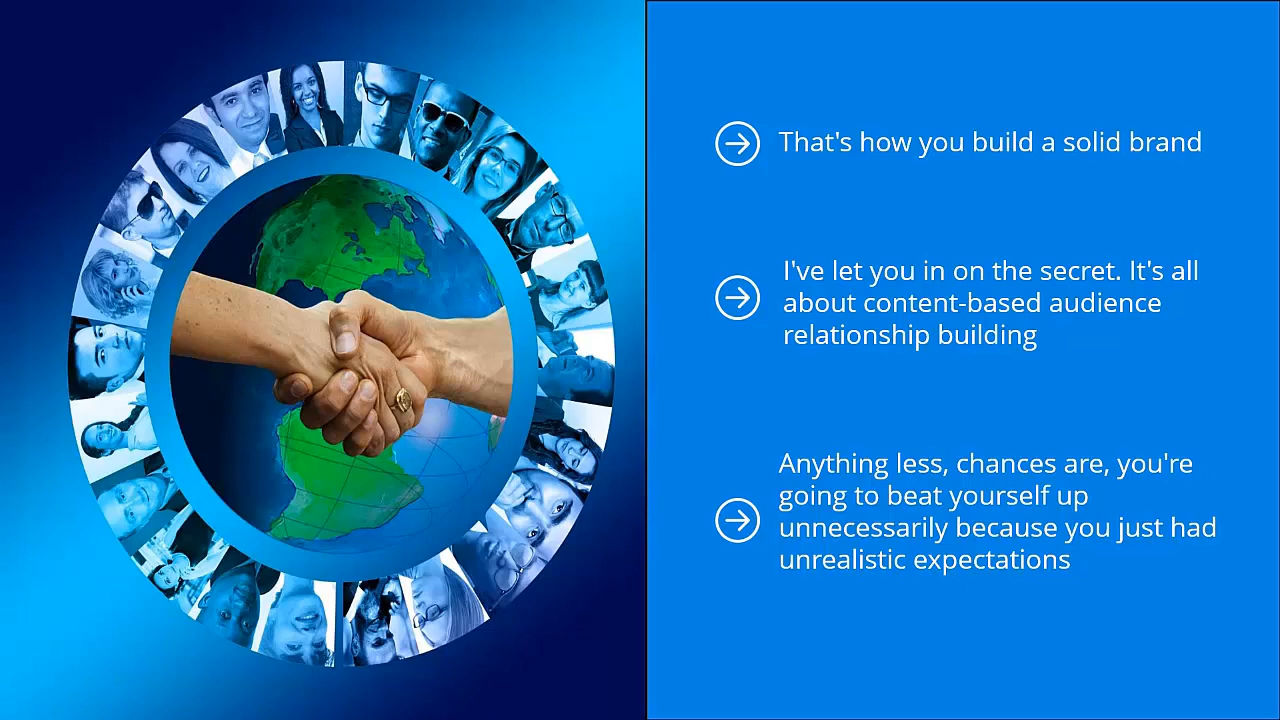 That's how you build a solid brand
I've let you in on the secret. It's all
about content-based audience
relationship building
Anything less, chances are, you're
going to beat yourself up
unnecessarily because you just had
unrealistic expectations